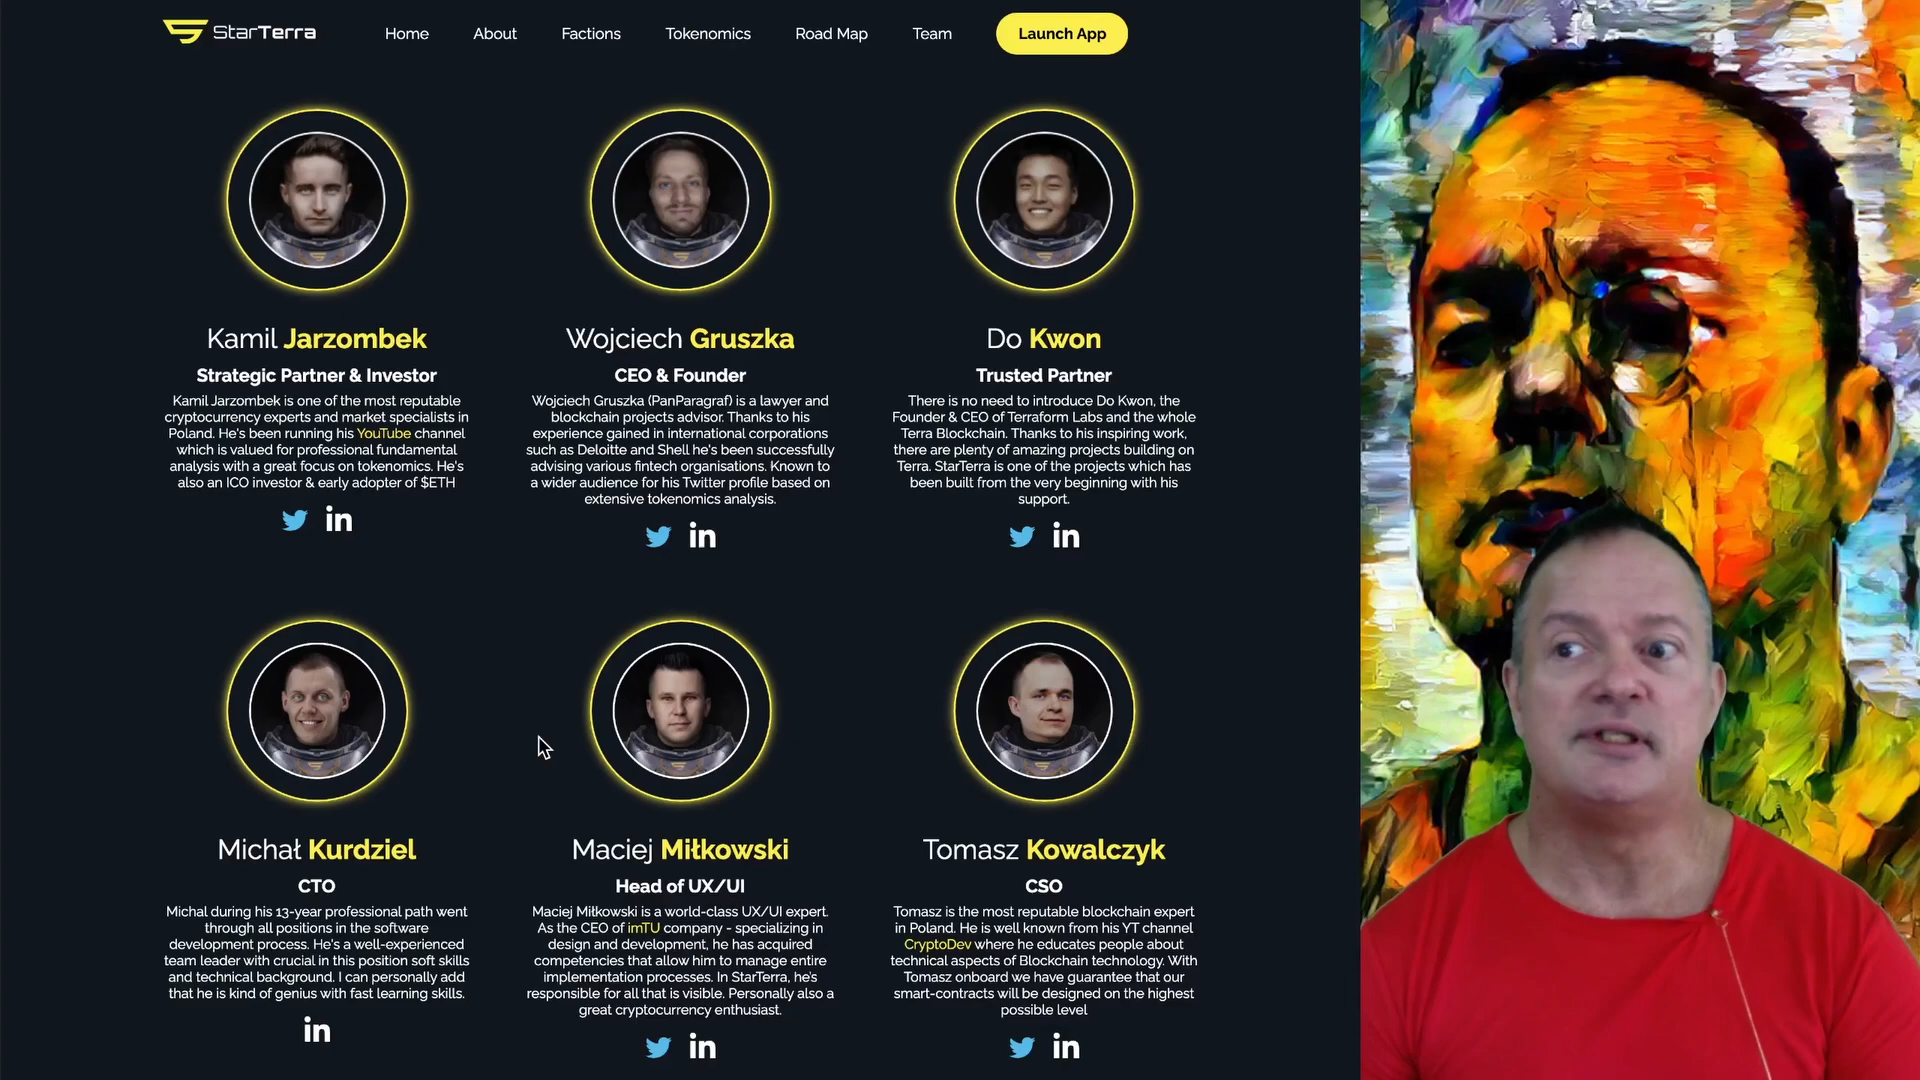 StarTerra
Home
About
Factions
Tokenomics
Road Map
Team
Launch App
Kamil Jarzombek
Strategic Partner & Investor
Kamil Jarzombek is one of the most reputable
cryptocurrency experts and market specialists in
Poland. He's been running his YouTube channel
which is valued for professional fundamental
analysis with a great focus on tokenomics. He's
also an ICO investor & early adopter of $ETH
in
Wojciech Gruszka
CEO & Founder
Wojciech Gruszka (PanParagraf) is a lawyer and
blockchain projects advisor. Thanks to his
experience gained in international corporations
such as Deloitte and Shell he's been successfully
advising various fintech organisations. Known to
a wider audience for his Twitter profile based on
extensive tokenomics analysis.
in
Do Kwon
Trusted Partner
There is no need to introduce Do Kwon, the
Founder & CEO of Terraform Labs and the whole
Terra Blockchain. Thanks to his inspiring work,
there are plenty of amazing projects building on
Terra. StarTerra is one of the projects which has
been built from the very beginning with his
support.
in
Michał Kurdziel
CTO
Michal during his 13-year professional path went
through all positions in the software
development process. He's a well-experienced
team leader with crucial in this position soft skills
and technical background. I can personally add
that he is kind of genius with fast learning skills.
in
Maciej Miłkowski
Head of UX/UI
Maciej Miłkowski is a world-class UX/UI expert.
As the CEO of imTU company - specializing in
design and development, he has acquired
competencies that allow him to manage entire
implementation processes. In StarTerra, he's
responsible for all that is visible. Personally also a
great cryptocurrency enthusiast.
in
Tomasz Kowalczyk
CSO
Tomasz is the most reputable blockchain expert
in Poland. He is well known from his YT channel
CryptoDev where he educates people about
technical aspects of Blockchain technology. With
Tomasz onboard we have guarantee that our
smart-contracts will be designed on the highest
possible level
in